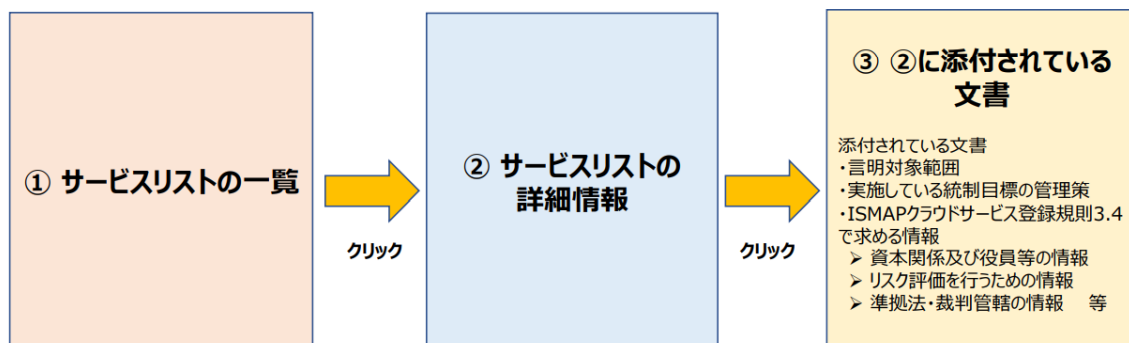 ① サービスリストの一覧
クリック
② サービスリストの
詳細情報
クリック
③ ②に添付されている
文書
添付されている文書
・言明対象範囲
・実施している統制目標の管理策
・ISMAPクラウドサービス登録規則3.4
で求める情報
➢ 資本関係及び役員等の情報
➢ リスク評価を行うための情報
➢ 準拠法・裁判管轄の情報　等